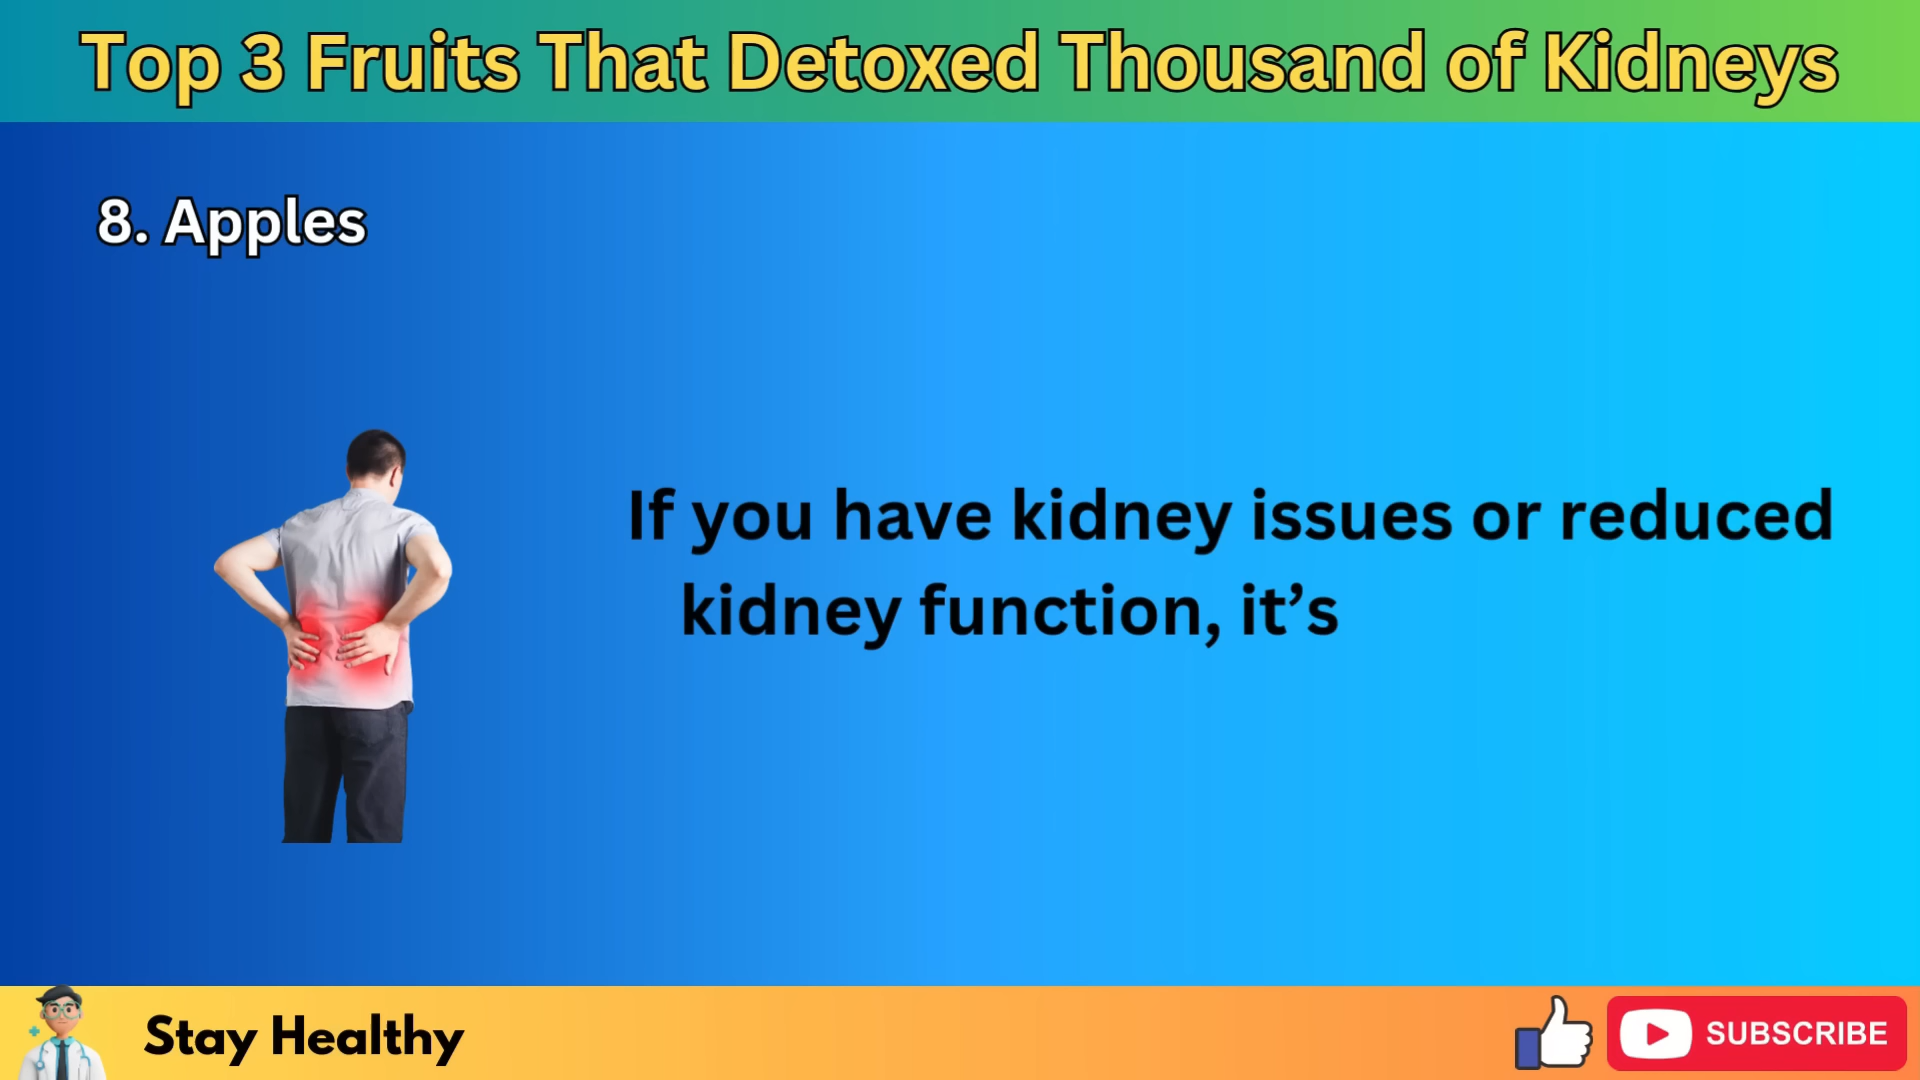 Top 3 Fruits That Detoxed Thousand of Kidneys
8. Apples
If you have kidney issues or reduced
kidney function, it’s
Stay Healthy
SUBSCRIBE